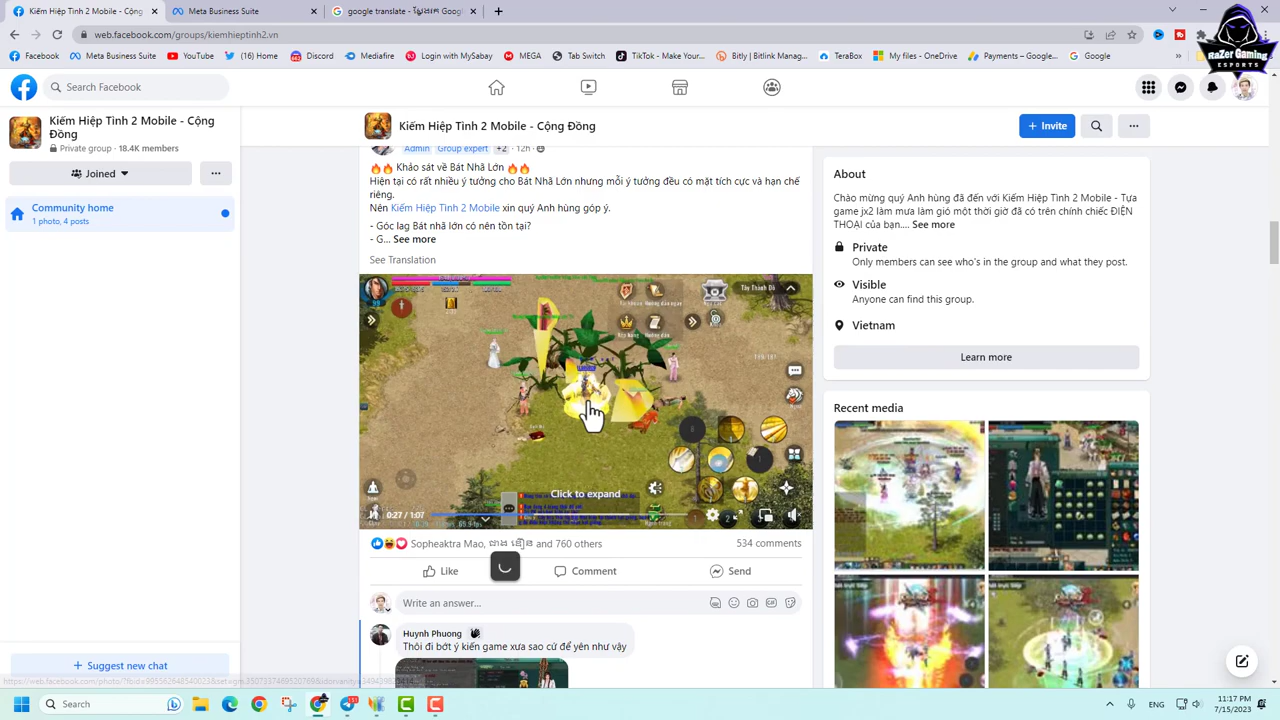 Kiếm Hiệp Tình 2 Mobile - Cộng Đ
Meta Business Suite
web.facebook.com/groups/kiemhieptinh2.vn
Facebook
Meta Business Suite
YouTube
Home
Discord
Mediafire
Login with MySabay
MEGA
Tab Switch
TikTok - Make Your...
Bitly | Bitlink Manag...
TeraBox
My files - OneDrive
Payments – Googl...
Google
RaZer Gaming
ESPORTS
Search Facebook
Kiếm Hiệp Tình 2 Mobile - Cộng
Đồng
Private group · 18.4K members
Joined
Community home
1 photo, 4 posts
Suggest new chat
Kiếm Hiệp Tình 2 Mobile - Cộng Đồng
Invite
Admin Group expert +2 · 12h ·
Khảo sát về Bát Nhã Lớn
Hiện tại có rất nhiều ý tưởng cho Bát Nhã Lớn nhưng mỗi ý tưởng đều có mặt tích cực và hạn chế
riêng.
Nên Kiếm Hiệp Tình 2 Mobile xin quý Anh hùng góp ý.
- Góc lag Bát nhã lớn có nên tồn tại?
- G... See more
See Translation
Click to expand
0:27 / 1:07
and 760 others
534 comments
Like
Comment
Send
Write an answer...
Huynh Phuong
Thôi đi bớt ý kiến game xưa sao cứ để yên như vậy
About
Chào mừng quý Anh hùng đã đến với Kiếm Hiệp Tình 2 Mobile - Tựa
game jx2 làm mưa làm gió một thời giờ đã có trên chính chiếc ĐIỆN
THOẠI của bạn.... See more
Private
Only members can see who's in the group and what they post.
Visible
Anyone can find this group.
Vietnam
Learn more
Recent media
Search
ENG
11:17 PM
7/15/2023